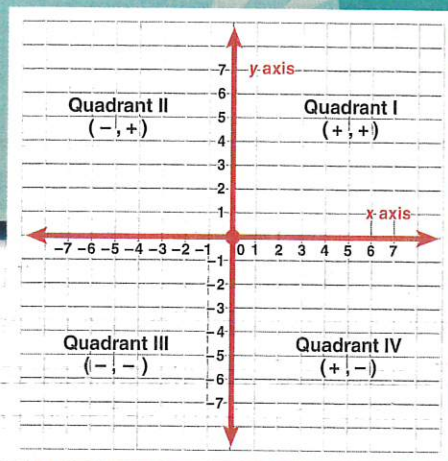 7 y-axis
6
Quadrant II Quadrant I
(−, +) (+, +)
5
4
3
2
1 x-axis
−7 −6 −5 −4 −3 −2 −1 0 1 2 3 4 5 6 7
−1
−2
−3
−4
Quadrant III Quadrant IV
(−, −) (+, −)
−5
−6
−7